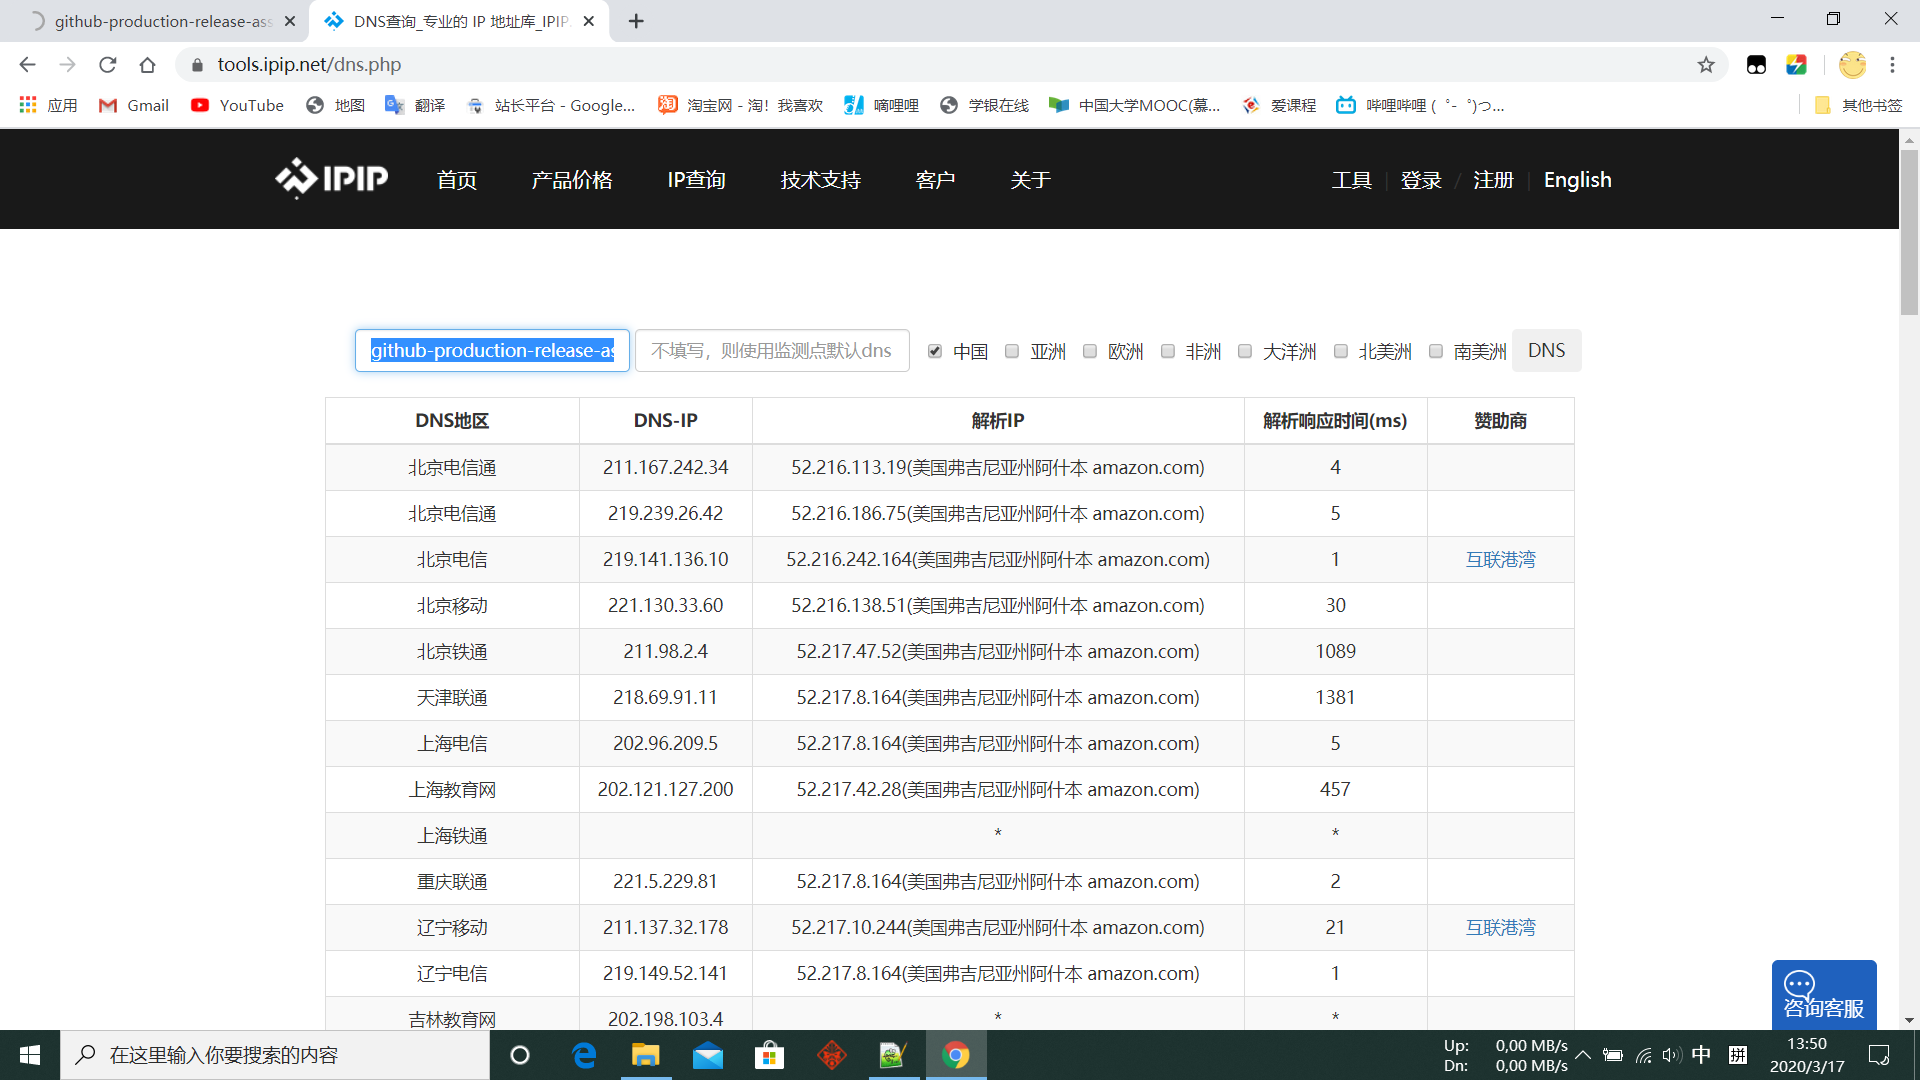 github-production-release-ass
DNS查询_专业的 IP 地址库_IPIP.
tools.ipip.net/dns.php
应用 Gmail YouTube 地图 翻译 站长平台 - Google... 淘宝网 - 淘！我喜欢 嘀哩哩 学银在线 中国大学MOOC(慕... 爱课程 哔哩哔哩 (゜-゜)つ... 其他书签
IPIP 首页 产品价格 IP查询 技术支持 客户 关于 工具 登录 / 注册 English
github-production-release-as 不填写，则使用监测点默认dns 中国 亚洲 欧洲 非洲 大洋洲 北美洲 南美洲 DNS
DNS地区 DNS-IP 解析IP 解析响应时间(ms) 赞助商
北京电信通 211.167.242.34 52.216.113.19(美国弗吉尼亚州阿什本 amazon.com) 4
北京电信通 219.239.26.42 52.216.186.75(美国弗吉尼亚州阿什本 amazon.com) 5
北京电信 219.141.136.10 52.216.242.164(美国弗吉尼亚州阿什本 amazon.com) 1 互联港湾
北京移动 221.130.33.60 52.216.138.51(美国弗吉尼亚州阿什本 amazon.com) 30
北京铁通 211.98.2.4 52.217.47.52(美国弗吉尼亚州阿什本 amazon.com) 1089
天津联通 218.69.91.11 52.217.8.164(美国弗吉尼亚州阿什本 amazon.com) 1381
上海电信 202.96.209.5 52.217.8.164(美国弗吉尼亚州阿什本 amazon.com) 5
上海教育网 202.121.127.200 52.217.42.28(美国弗吉尼亚州阿什本 amazon.com) 457
上海铁通 * *
重庆联通 221.5.229.81 52.217.8.164(美国弗吉尼亚州阿什本 amazon.com) 2
辽宁移动 211.137.32.178 52.217.10.244(美国弗吉尼亚州阿什本 amazon.com) 21 互联港湾
辽宁电信 219.149.52.141 52.217.8.164(美国弗吉尼亚州阿什本 amazon.com) 1
吉林教育网 202.198.103.4 * *
咨询客服
在这里输入你要搜索的内容
Up: 0,00 MB/s
Dn: 0,00 MB/s
中 拼
13:50
2020/3/17